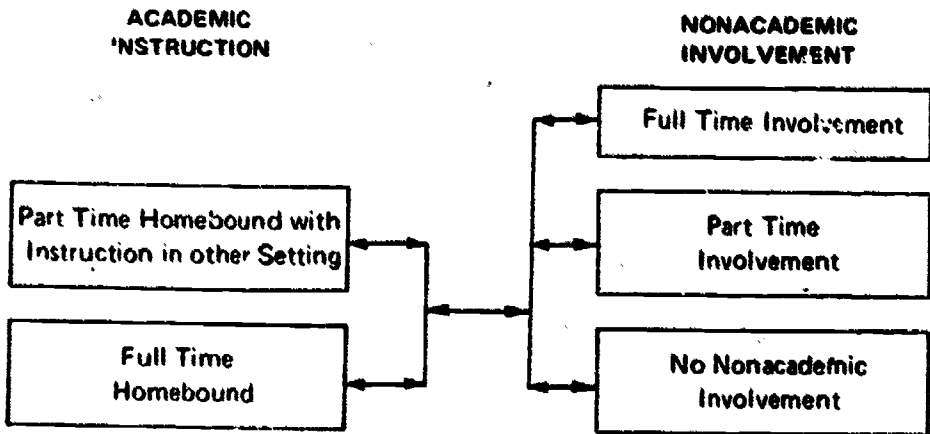 ACADEMIC
'NSTRUCTION
NONACADEMIC
INVOLVEMENT
Full Time Involvement
Part Time Homebound with
Instruction in other Setting
Part Time
Involvement
Full Time
Homebound
No Nonacademic
Involvement